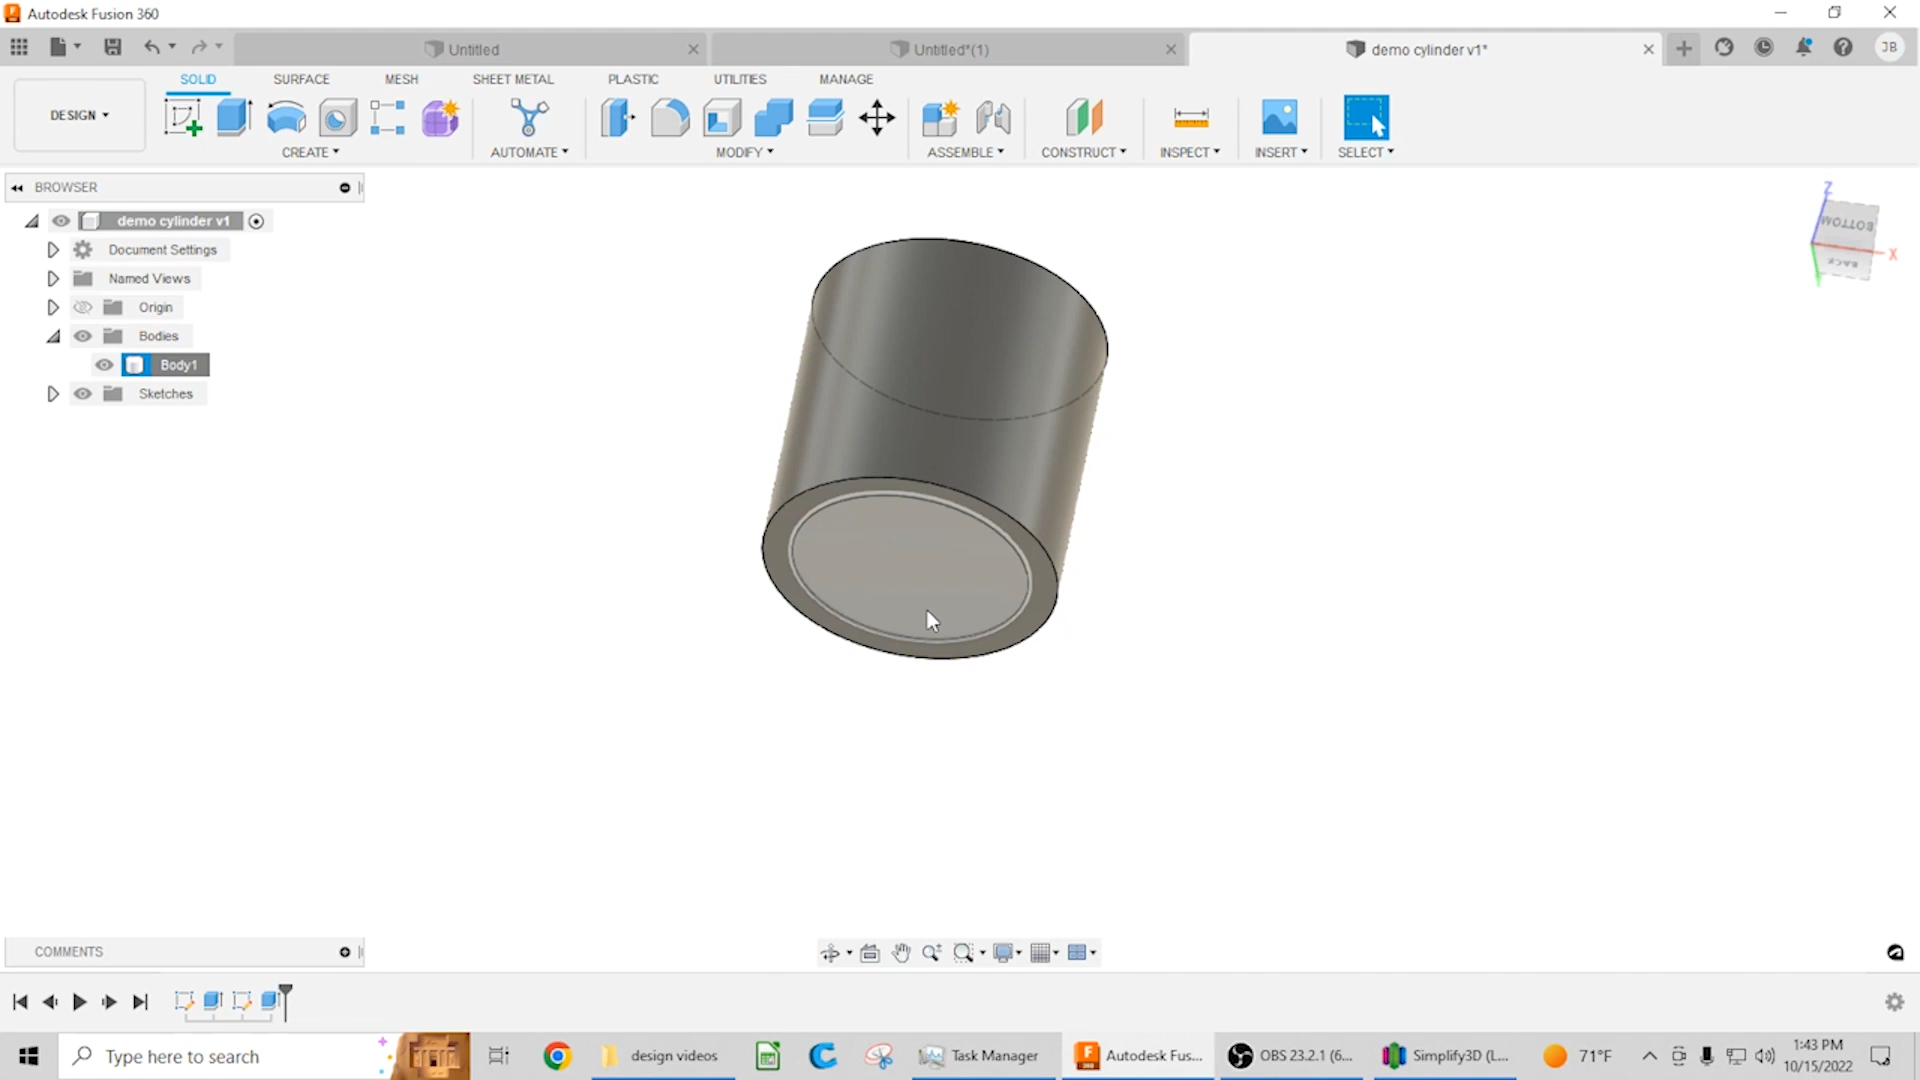 Autodesk Fusion 360
Untitled
Untitled*(1)
demo cylinder v1*
JB
SOLID
SURFACE
MESH
SHEET METAL
PLASTIC
UTILITIES
MANAGE
DESIGN
CREATE
AUTOMATE
MODIFY
ASSEMBLE
CONSTRUCT
INSPECT
INSERT
SELECT
BROWSER
demo cylinder v1
Document Settings
Named Views
Origin
Bodies
Body1
Sketches
Z
BOTTOM
BACK
X
COMMENTS
Type here to search
design videos
Task Manager
Autodesk Fus...
OBS 23.2.1 (6...
Simplify3D (L...
71°F
1:43 PM
10/15/2022